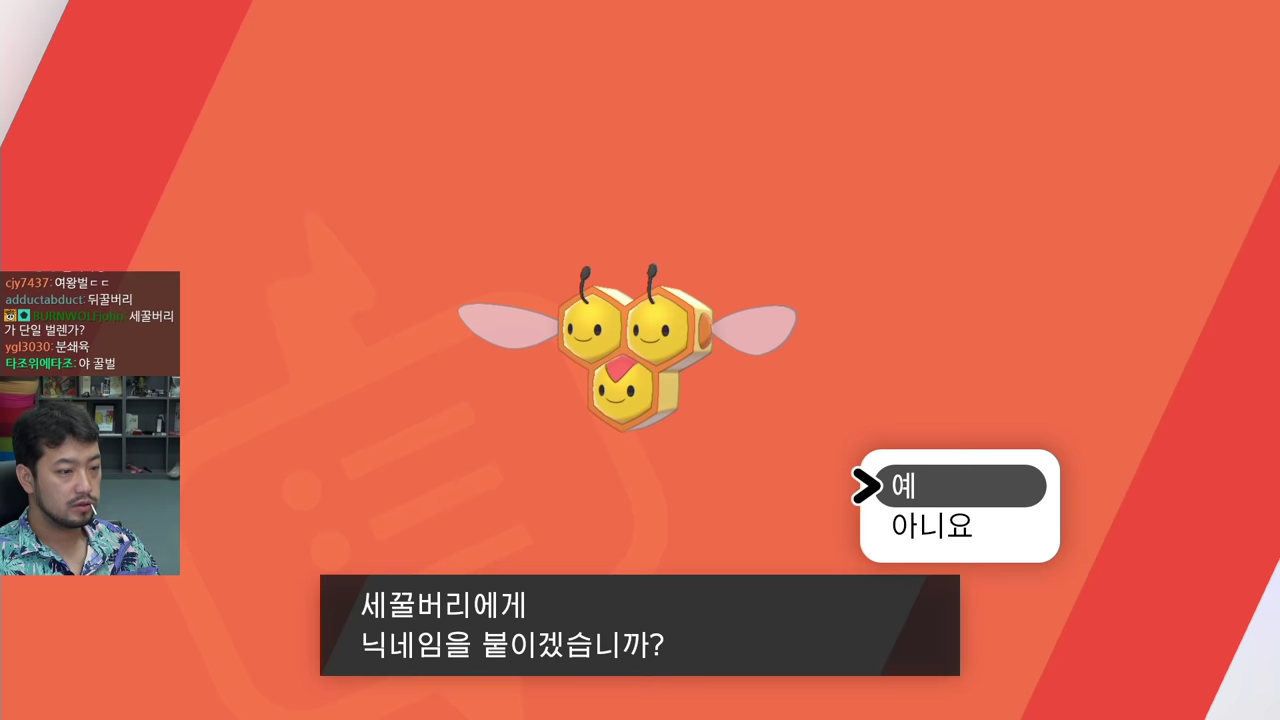 cjy7437: 여왕벌ㄷㄷ
adductabduct: 뒤꿀버리
BURNWOLFjohn: 세꿀버리
가 단일 벌렌가?
ygl3030: 분쇄육
타조위에타조: 야 꿀벌
예
아니요
세꿀버리에게
닉네임을 붙이겠습니까?